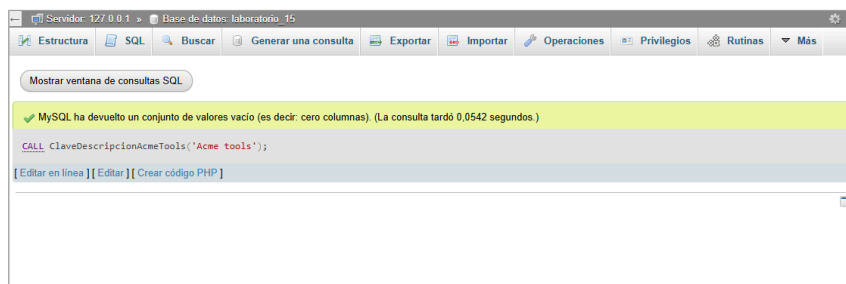 Servidor: 127.0.0.1 » Base de datos: laboratorio_15
Estructura SQL Buscar Generar una consulta Exportar Importar Operaciones Privilegios Rutinas Más
Mostrar ventana de consultas SQL
MySQL ha devuelto un conjunto de valores vacío (es decir: cero columnas). (La consulta tardó 0,0542 segundos.)
CALL ClaveDescripcionAcmeTools('Acme tools');
[ Editar en línea ] [ Editar ] [ Crear código PHP ]